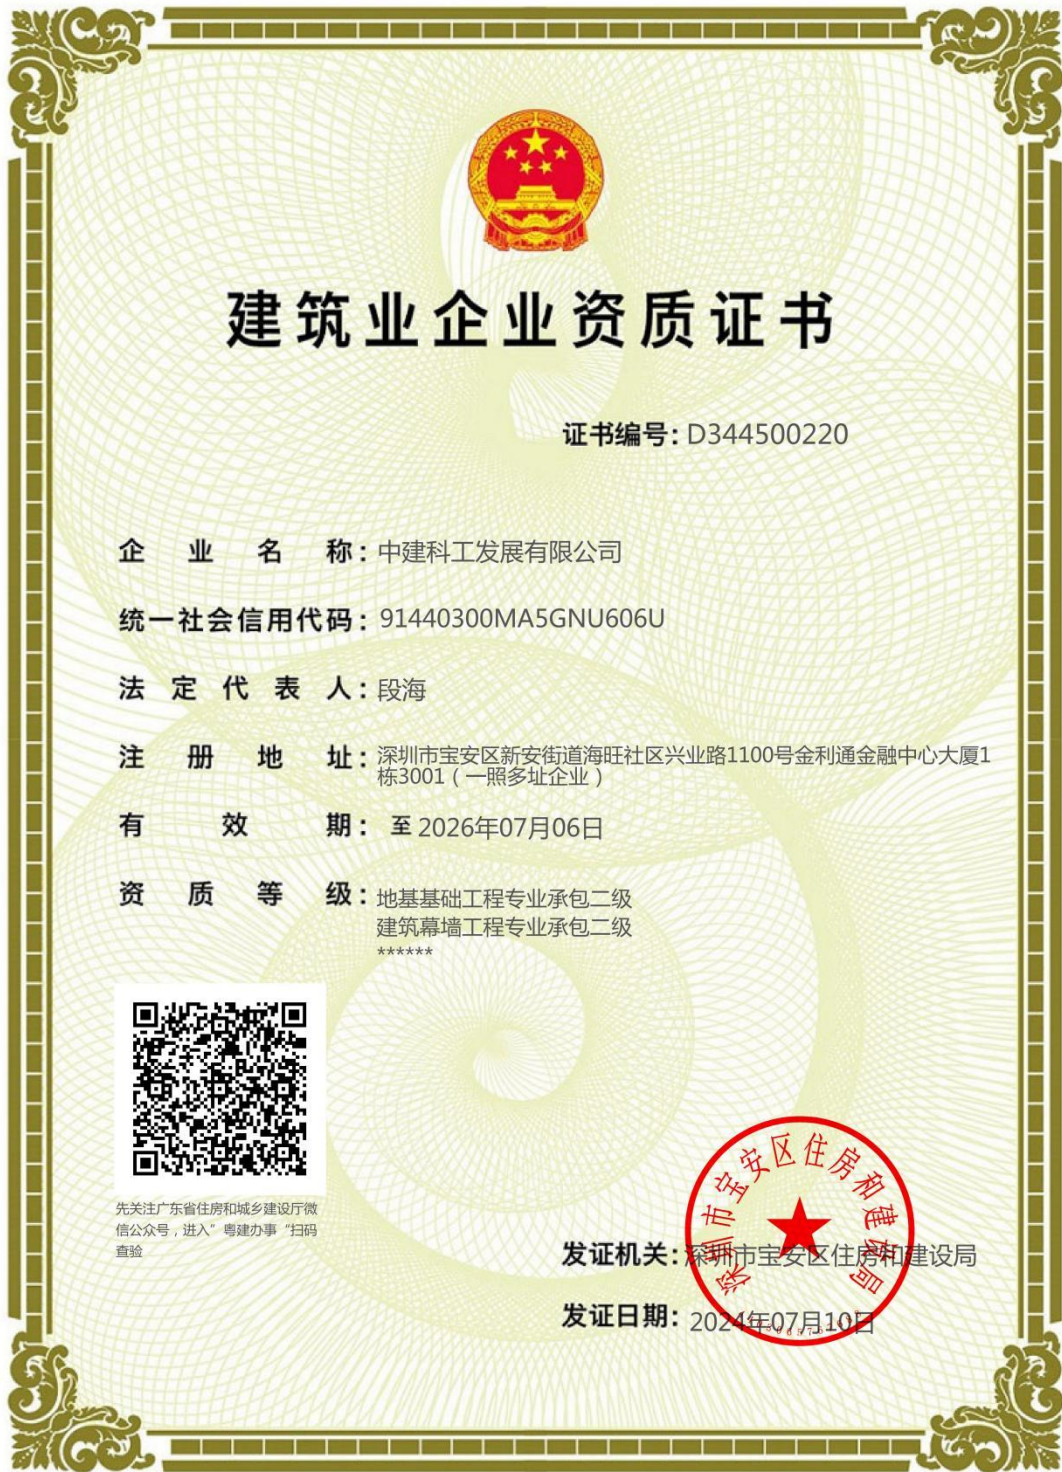 建筑业企业资质证书
证书编号: D344500220
企业名称: 中建科工发展有限公司
统一社会信用代码: 91440300MA5GNU606U
法定代表人: 段海
注册地址: 深圳市宝安区新安街道海旺社区兴业路1100号金利通金融中心大厦1
栋3001（一照多址企业）
有效期: 至 2026年07月06日
资质等级: 地基基础工程专业承包二级
建筑幕墙工程专业承包二级
******
先关注广东省住房和城乡建设厅微
信公众号，进入”粤建办事“扫码
查验
深圳市宝安区住房和建设局
发证机关: 深圳市宝安区住房和建设局
发证日期: 2024年07月10日